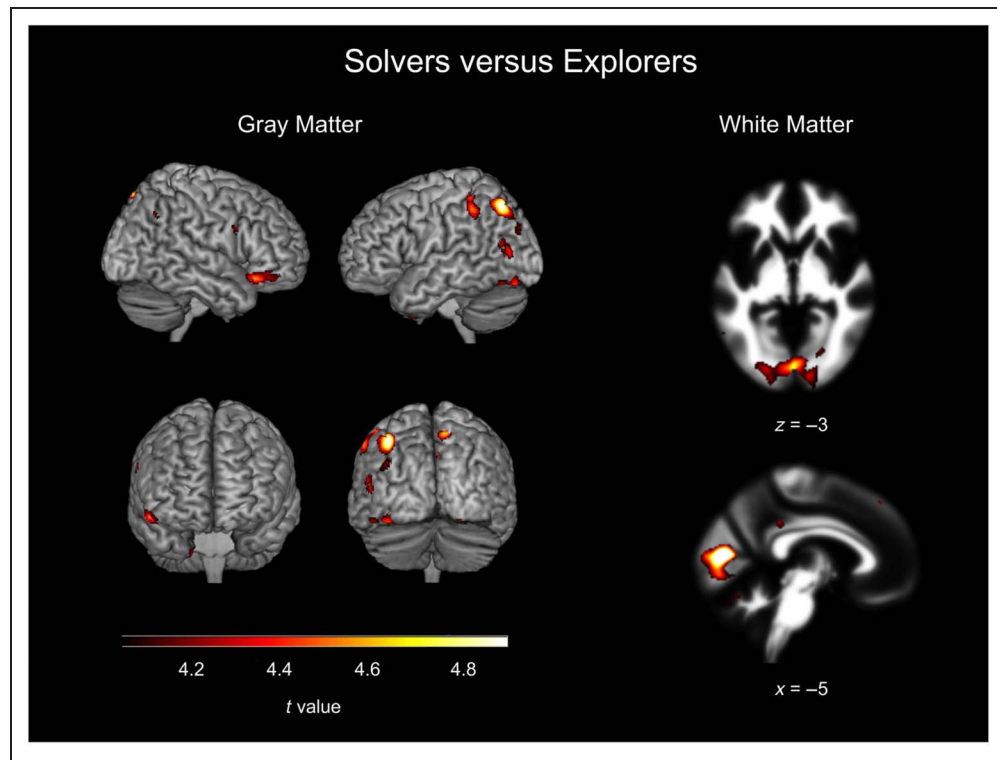 Solvers versus Explorers
Gray Matter
White Matter
z = –3
4.2 4.4 4.6 4.8
t value
x = –5